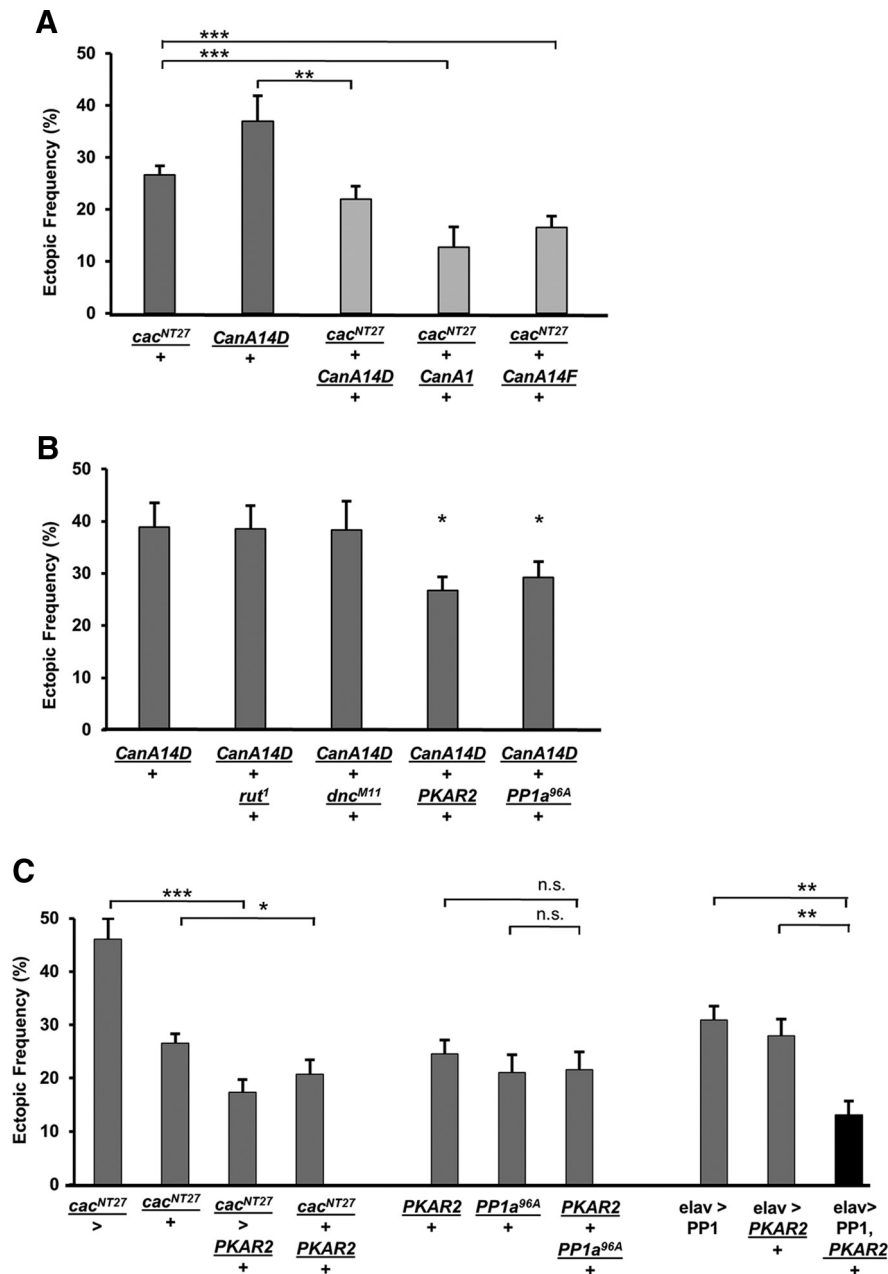 A
Ectopic Frequency (%)
50
40
30
20
10
0
***
***
**
cacNT27 CanA14D cacNT27 cacNT27 cacNT27
+ + + + +
CanA14D CanA1 CanA14F
+ + +
B
Ectopic Frequency (%)
50
40
30
20
10
0
* *
CanA14D CanA14D CanA14D CanA14D CanA14D
+ + + + +
rut1 dncM11 PKAR2 PP1a96A
+ + + +
C
Ectopic Frequency (%)
50
40
30
20
10
0
***
*
n.s.
n.s.
**
**
cacNT27 cacNT27 cacNT27 cacNT27 PKAR2 PP1a96A PKAR2 elav > elav > elav>
> + > + + + + PP1 PKAR2 PP1,
PKAR2 PKAR2 PP1a96A + PKAR2
+ + + +